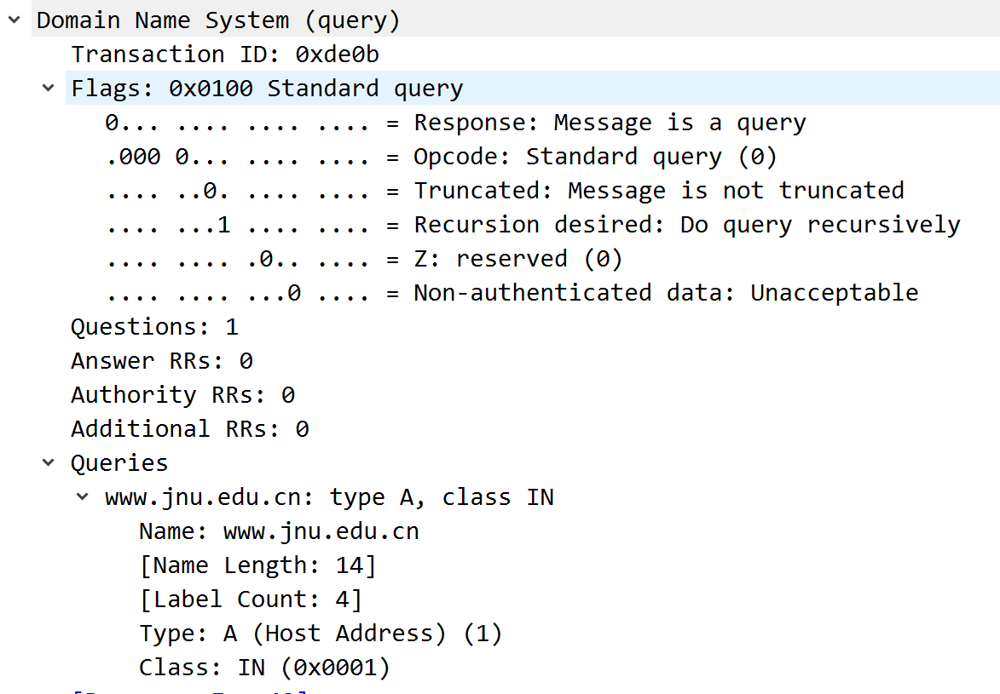 Domain Name System (query)
Transaction ID: 0xde0b
Flags: 0x0100 Standard query
0... .... .... .... = Response: Message is a query
.000 0... .... .... = Opcode: Standard query (0)
.... ..0. .... .... = Truncated: Message is not truncated
.... ...1 .... .... = Recursion desired: Do query recursively
.... .... .0.. .... = Z: reserved (0)
.... .... ...0 .... = Non-authenticated data: Unacceptable
Questions: 1
Answer RRs: 0
Authority RRs: 0
Additional RRs: 0
Queries
www.jnu.edu.cn: type A, class IN
Name: www.jnu.edu.cn
[Name Length: 14]
[Label Count: 4]
Type: A (Host Address) (1)
Class: IN (0x0001)